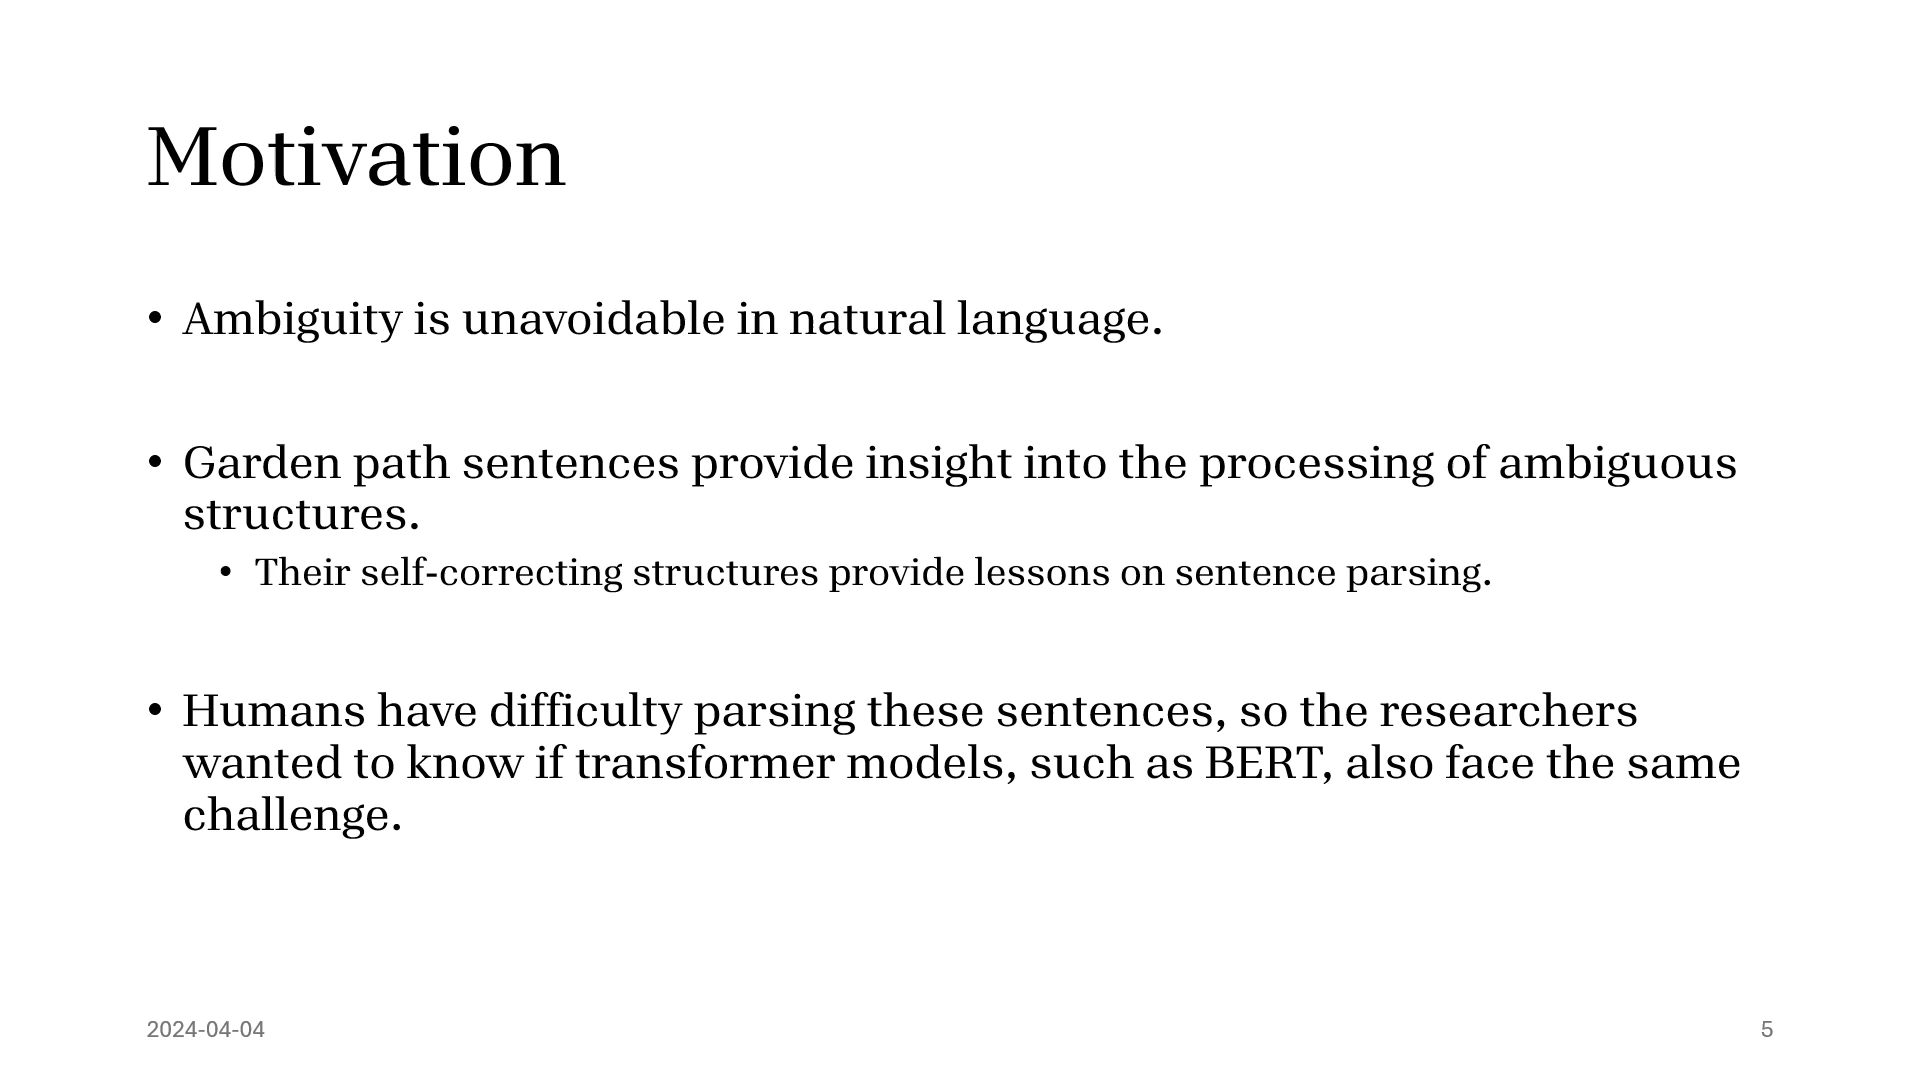 Motivation
• Ambiguity is unavoidable in natural language.
• Garden path sentences provide insight into the processing of ambiguous
structures.
• Their self-correcting structures provide lessons on sentence parsing.
• Humans have difficulty parsing these sentences, so the researchers
wanted to know if transformer models, such as BERT, also face the same
challenge.
2024-04-04
5